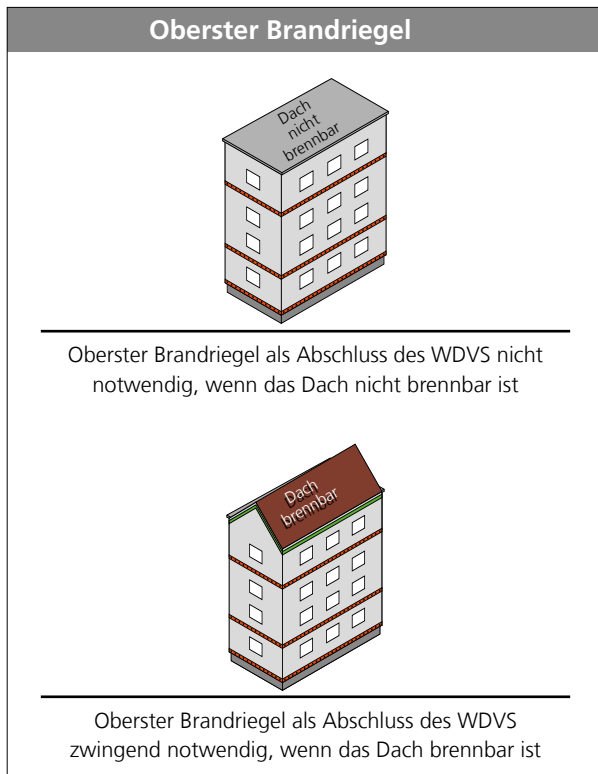 Oberster Brandriegel
Dach
nicht
brennbar
Oberster Brandriegel als Abschluss des WDVS nicht
notwendig, wenn das Dach nicht brennbar ist
Dach
brennbar
Oberster Brandriegel als Abschluss des WDVS
zwingend notwendig, wenn das Dach brennbar ist